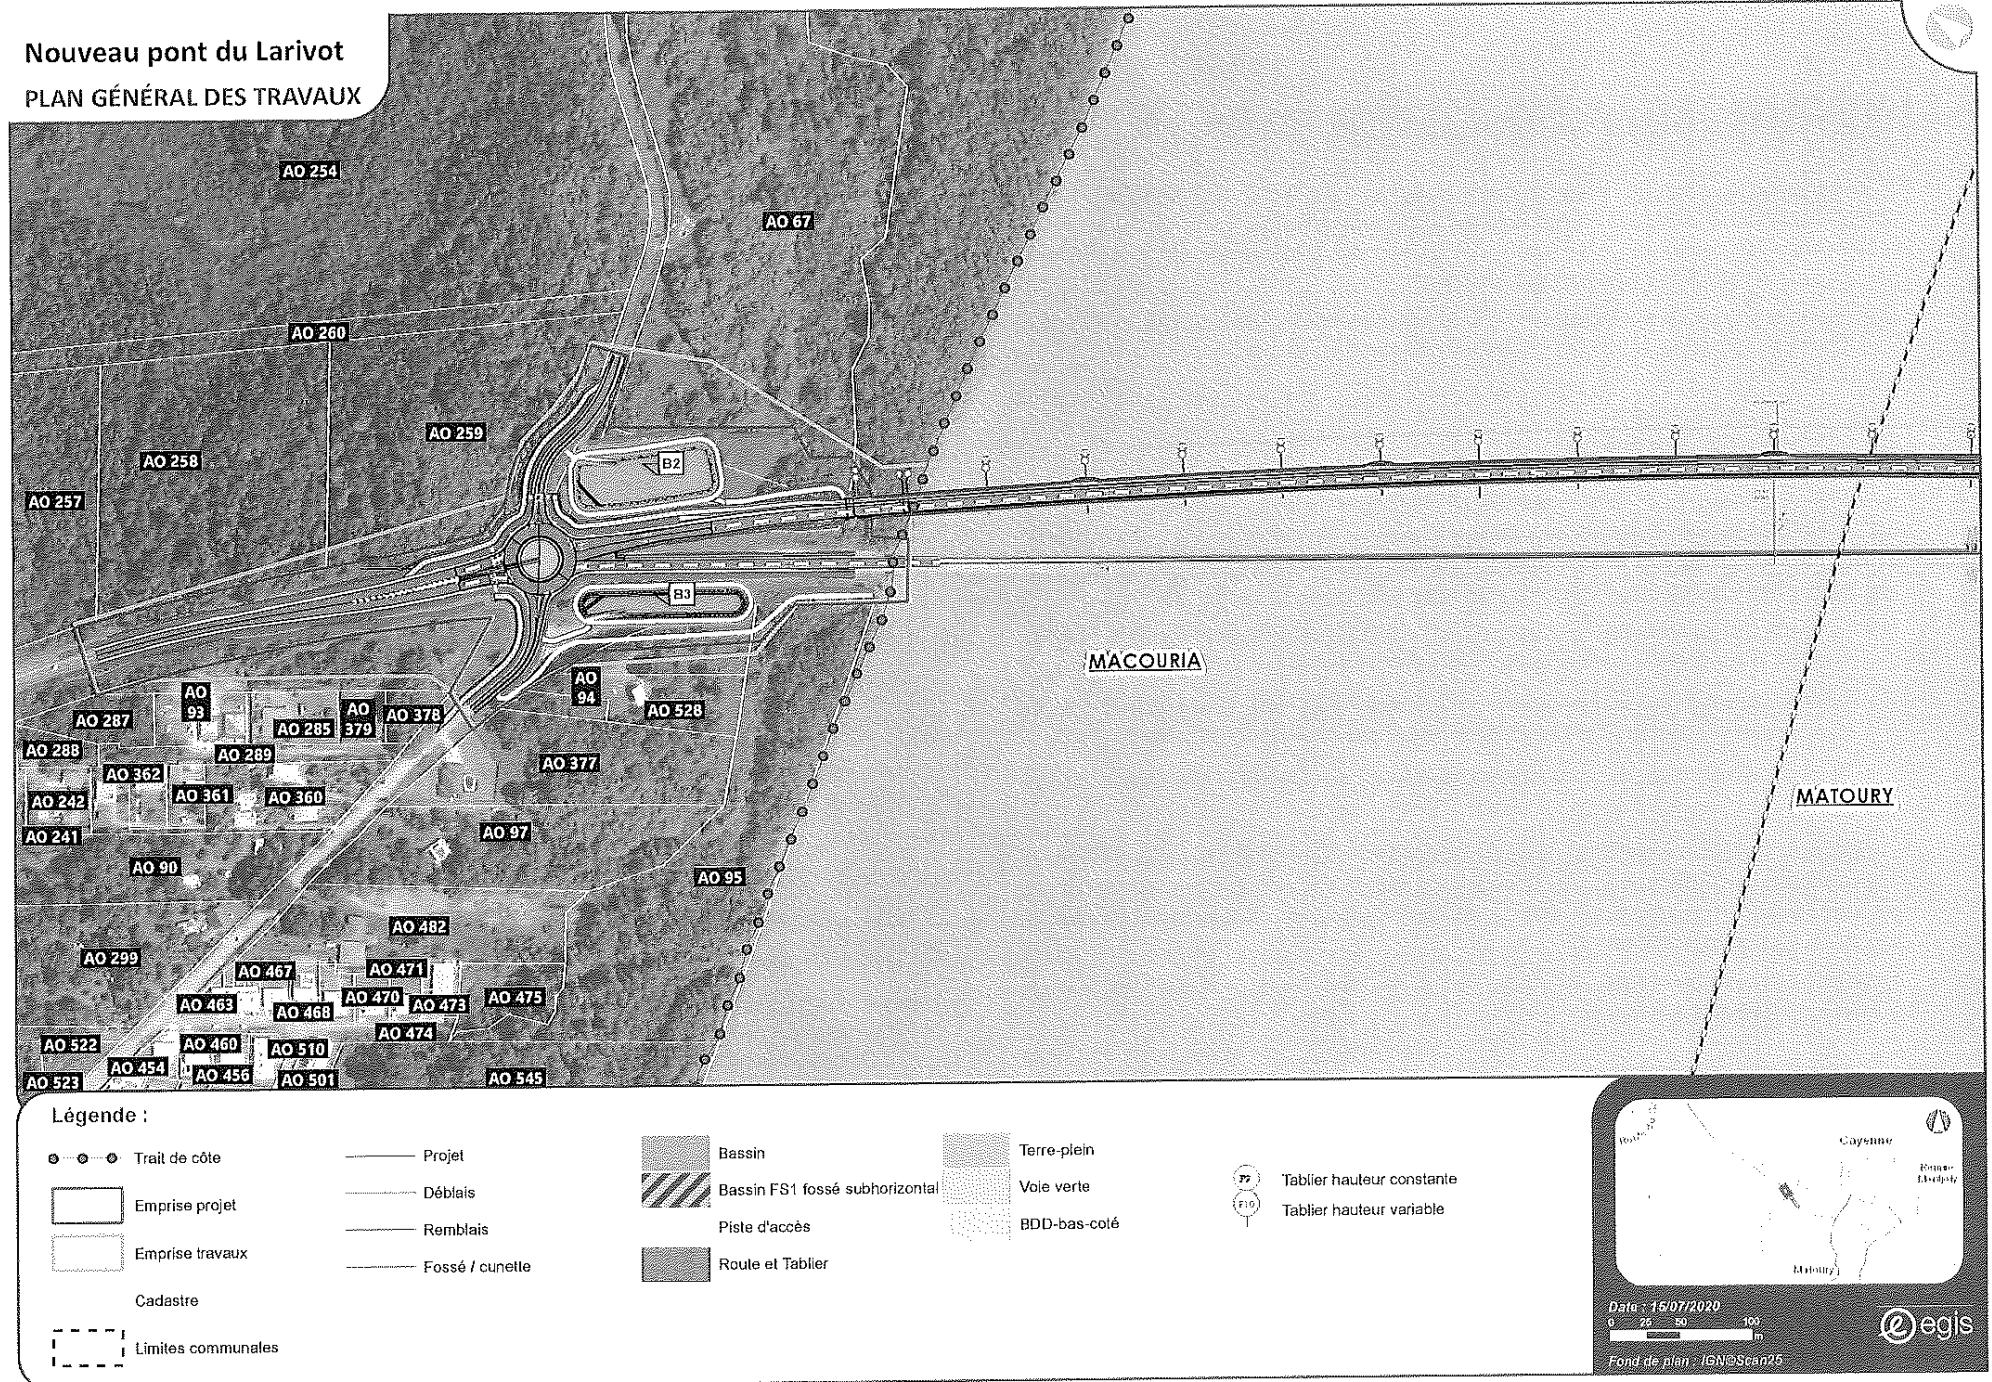 Nouveau pont du Larivot
PLAN GÉNÉRAL DES TRAVAUX
AO 254
AO 67
AO 260
AO 259
AO 258
AO 257
B2
B3
MACOURIA
MATOURY
AO 94
AO 528
AO 93
AO 287
AO 285
AO 379
AO 378
AO 288
AO 289
AO 377
AO 362
AO 242
AO 361
AO 360
AO 241
AO 97
AO 90
AO 95
AO 482
AO 299
AO 467
AO 471
AO 463
AO 468
AO 470
AO 473
AO 475
AO 474
AO 522
AO 460
AO 510
AO 454
AO 456
AO 501
AO 523
AO 545
Légende :
Trait de côte
Emprise projet
Emprise travaux
Cadastre
Limites communales
Projet
Déblais
Remblais
Fossé / cunette
Bassin
Bassin FS1 fossé subhorizontal
Piste d'accès
Route et Tablier
Terre-plein
Voie verte
BDD-bas-coté
Tablier hauteur constante
Tablier hauteur variable
Cayenne
Matoury
Date : 15/07/2020
0 25 50 100
m
egis
Fond de plan : IGN©Scan25